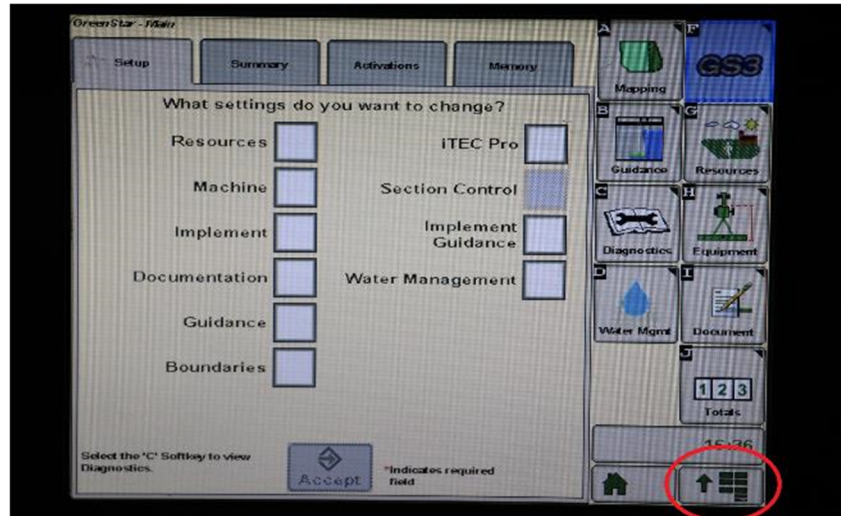 GreenStar - Main
Setup
Summary
Activations
Memory
What settings do you want to change?
Resources
Machine
Implement
Documentation
Guidance
Boundaries
iTEC Pro
Section Control
Implement
Guidance
Water Management
Select the 'C' Softkey to view
Diagnostics.
Accept
*Indicates required
field
A
Mapping
F
GS3
B
Guidance
G
Resources
C
Diagnostics
H
Equipment
D
Water Mgmt
I
Document
J
1 2 3
Totals
16:36